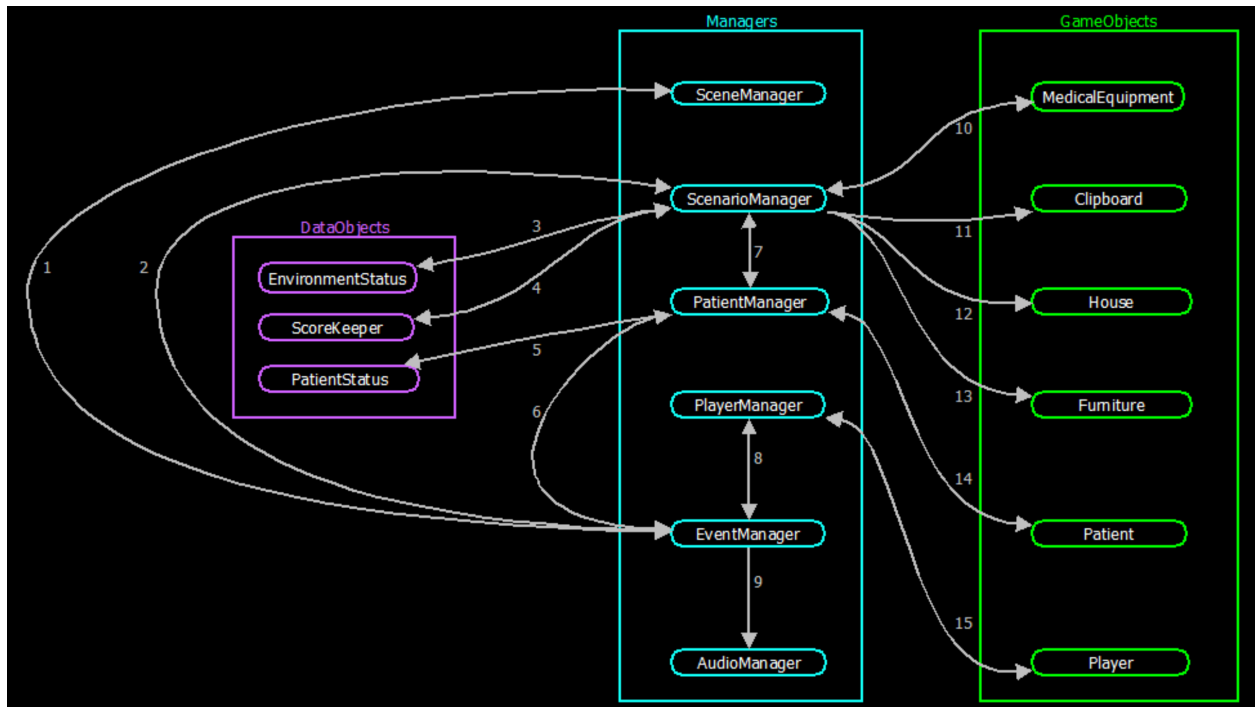 Managers
GameObjects
SceneManager
MedicalEquipment
10
ScenarioManager
Clipboard
DataObjects
3
11
1
2
7
EnvironmentStatus
4
PatientManager
House
12
ScoreKeeper
5
PatientStatus
13
6
PlayerManager
Furniture
8
14
EventManager
Patient
9
15
AudioManager
Player